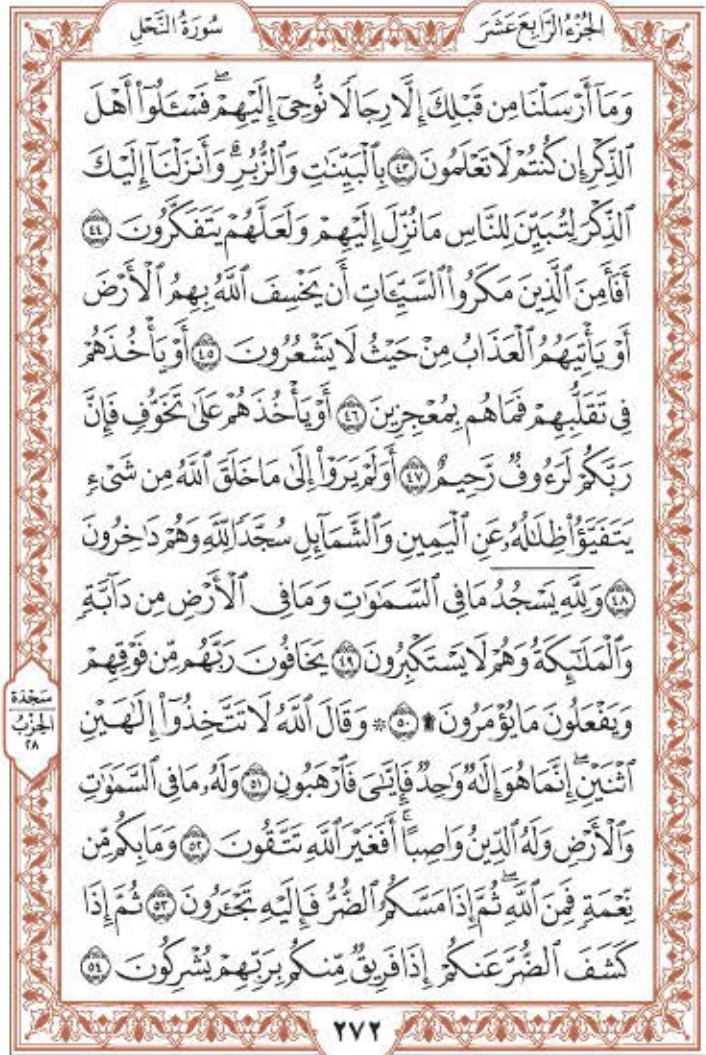 سُورَةُ النَّحْلِ
الجُزْءُ الرَّابِعَ عَشَرَ
وَمَآ أَرْسَلْنَا مِن قَبْلِكَ إِلَّا رِجَالًا نُّوحِىٓ إِلَيْهِمْ ۖ فَسْـَٔلُوٓا۟ أَهْلَ
ٱلذِّكْرِ إِن كُنتُمْ لَا تَعْلَمُونَ ٤٣ بِٱلْبَيِّنَٰتِ وَٱلزُّبُرِ ۗ وَأَنزَلْنَآ إِلَيْكَ
ٱلذِّكْرَ لِتُبَيِّنَ لِلنَّاسِ مَا نُزِّلَ إِلَيْهِمْ وَلَعَلَّهُمْ يَتَفَكَّرُونَ ٤٤
أَفَأَمِنَ ٱلَّذِينَ مَكَرُوا۟ ٱلسَّيِّـَٔاتِ أَن يَخْسِفَ ٱللَّهُ بِهِمُ ٱلْأَرْضَ
أَوْ يَأْتِيَهُمُ ٱلْعَذَابُ مِنْ حَيْثُ لَا يَشْعُرُونَ ٤٥ أَوْ يَأْخُذَهُمْ
فِى تَقَلُّبِهِمْ فَمَا هُم بِمُعْجِزِينَ ٤٦ أَوْ يَأْخُذَهُمْ عَلَىٰ تَخَوُّفٍ فَإِنَّ
رَبَّكُمْ لَرَءُوفٌ رَّحِيمٌ ٤٧ أَوَلَمْ يَرَوْا۟ إِلَىٰ مَا خَلَقَ ٱللَّهُ مِن شَىْءٍ
يَتَفَيَّؤُا۟ ظِلَٰلُهُۥ عَنِ ٱلْيَمِينِ وَٱلشَّمَآئِلِ سُجَّدًا لِّلَّهِ وَهُمْ دَٰخِرُونَ
٤٨ وَلِلَّهِ يَسْجُدُ مَا فِى ٱلسَّمَٰوَٰتِ وَمَا فِى ٱلْأَرْضِ مِن دَآبَّةٍ
وَٱلْمَلَٰٓئِكَةُ وَهُمْ لَا يَسْتَكْبِرُونَ ٤٩ يَخَافُونَ رَبَّهُم مِّن فَوْقِهِمْ
وَيَفْعَلُونَ مَا يُؤْمَرُونَ ۩ ٥٠ ۞ وَقَالَ ٱللَّهُ لَا تَتَّخِذُوٓا۟ إِلَٰهَيْنِ
ٱثْنَيْنِ ۖ إِنَّمَا هُوَ إِلَٰهٌ وَٰحِدٌ ۖ فَإِيَّٰىَ فَٱرْهَبُونِ ٥١ وَلَهُۥ مَا فِى ٱلسَّمَٰوَٰتِ
وَٱلْأَرْضِ وَلَهُ ٱلدِّينُ وَاصِبًا ۚ أَفَغَيْرَ ٱللَّهِ تَتَّقُونَ ٥٢ وَمَا بِكُم مِّن
نِّعْمَةٍ فَمِنَ ٱللَّهِ ۖ ثُمَّ إِذَا مَسَّكُمُ ٱلضُّرُّ فَإِلَيْهِ تَجْـَٔرُونَ ٥٣ ثُمَّ إِذَا
كَشَفَ ٱلضُّرَّ عَنكُمْ إِذَا فَرِيقٌ مِّنكُم بِرَبِّهِمْ يُشْرِكُونَ ٥٤
سَجْدَة
الحِزْبُ
٢٨
٢٧٢